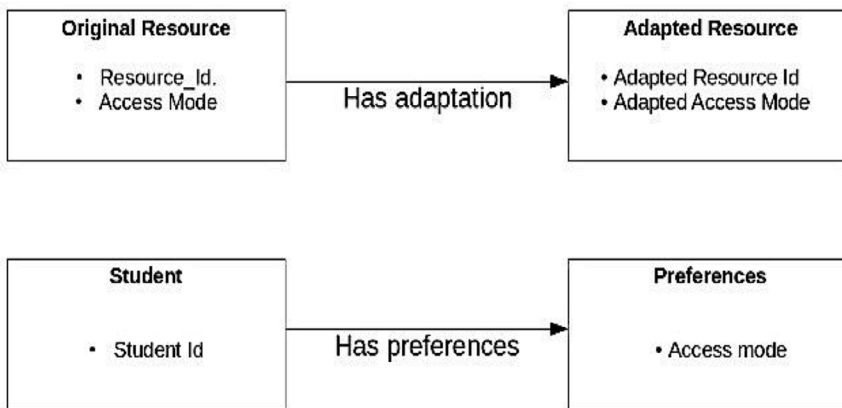 Original Resource
• Resource_Id.
• Access Mode
Has adaptation
Adapted Resource
• Adapted Resource Id
• Adapted Access Mode
Student
• Student Id
Has preferences
Preferences
• Access mode